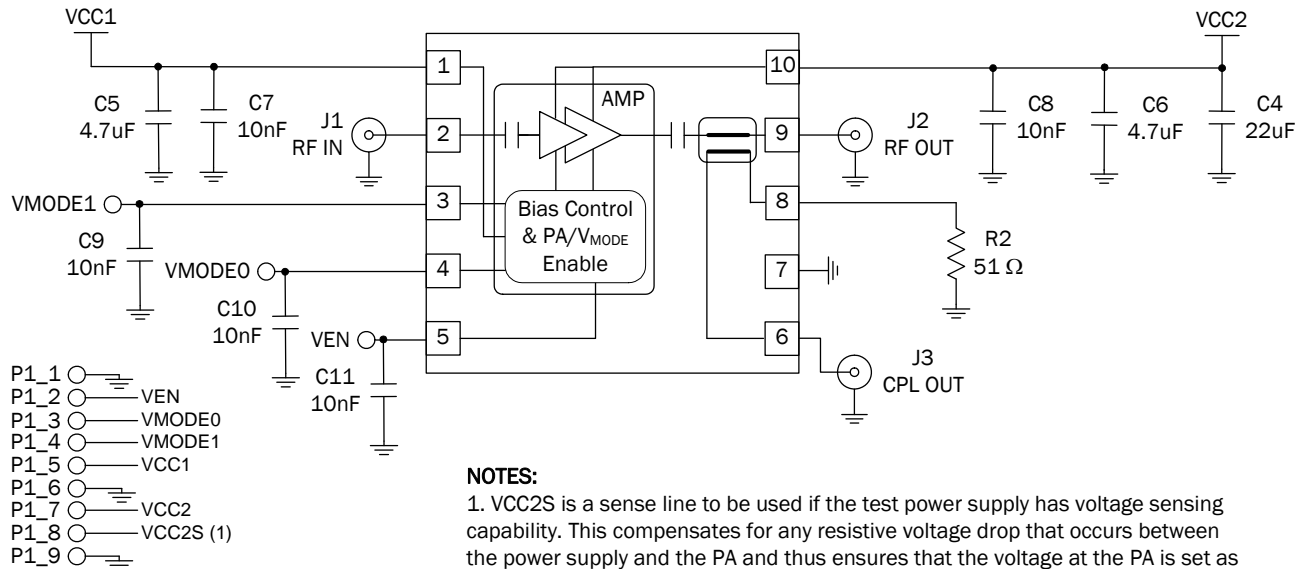 VCC1
VCC2
1
10
AMP
C5
4.7uF
C7
10nF
J1
RF IN
2
9
J2
RF OUT
C8
10nF
C6
4.7uF
C4
22uF
VMODE1
3
Bias Control
& PA/VMODE
Enable
8
C9
10nF
R2
51 Ω
VMODE0
4
7
C10
10nF
VEN
5
6
C11
10nF
J3
CPL OUT
P1_1
P1_2 VEN
P1_3 VMODE0
P1_4 VMODE1
P1_5 VCC1
P1_6
P1_7 VCC2
P1_8 VCC2S (1)
P1_9
NOTES:
1. VCC2S is a sense line to be used if the test power supply has voltage sensing
capability. This compensates for any resistive voltage drop that occurs between
the power supply and the PA and thus ensures that the voltage at the PA is set as